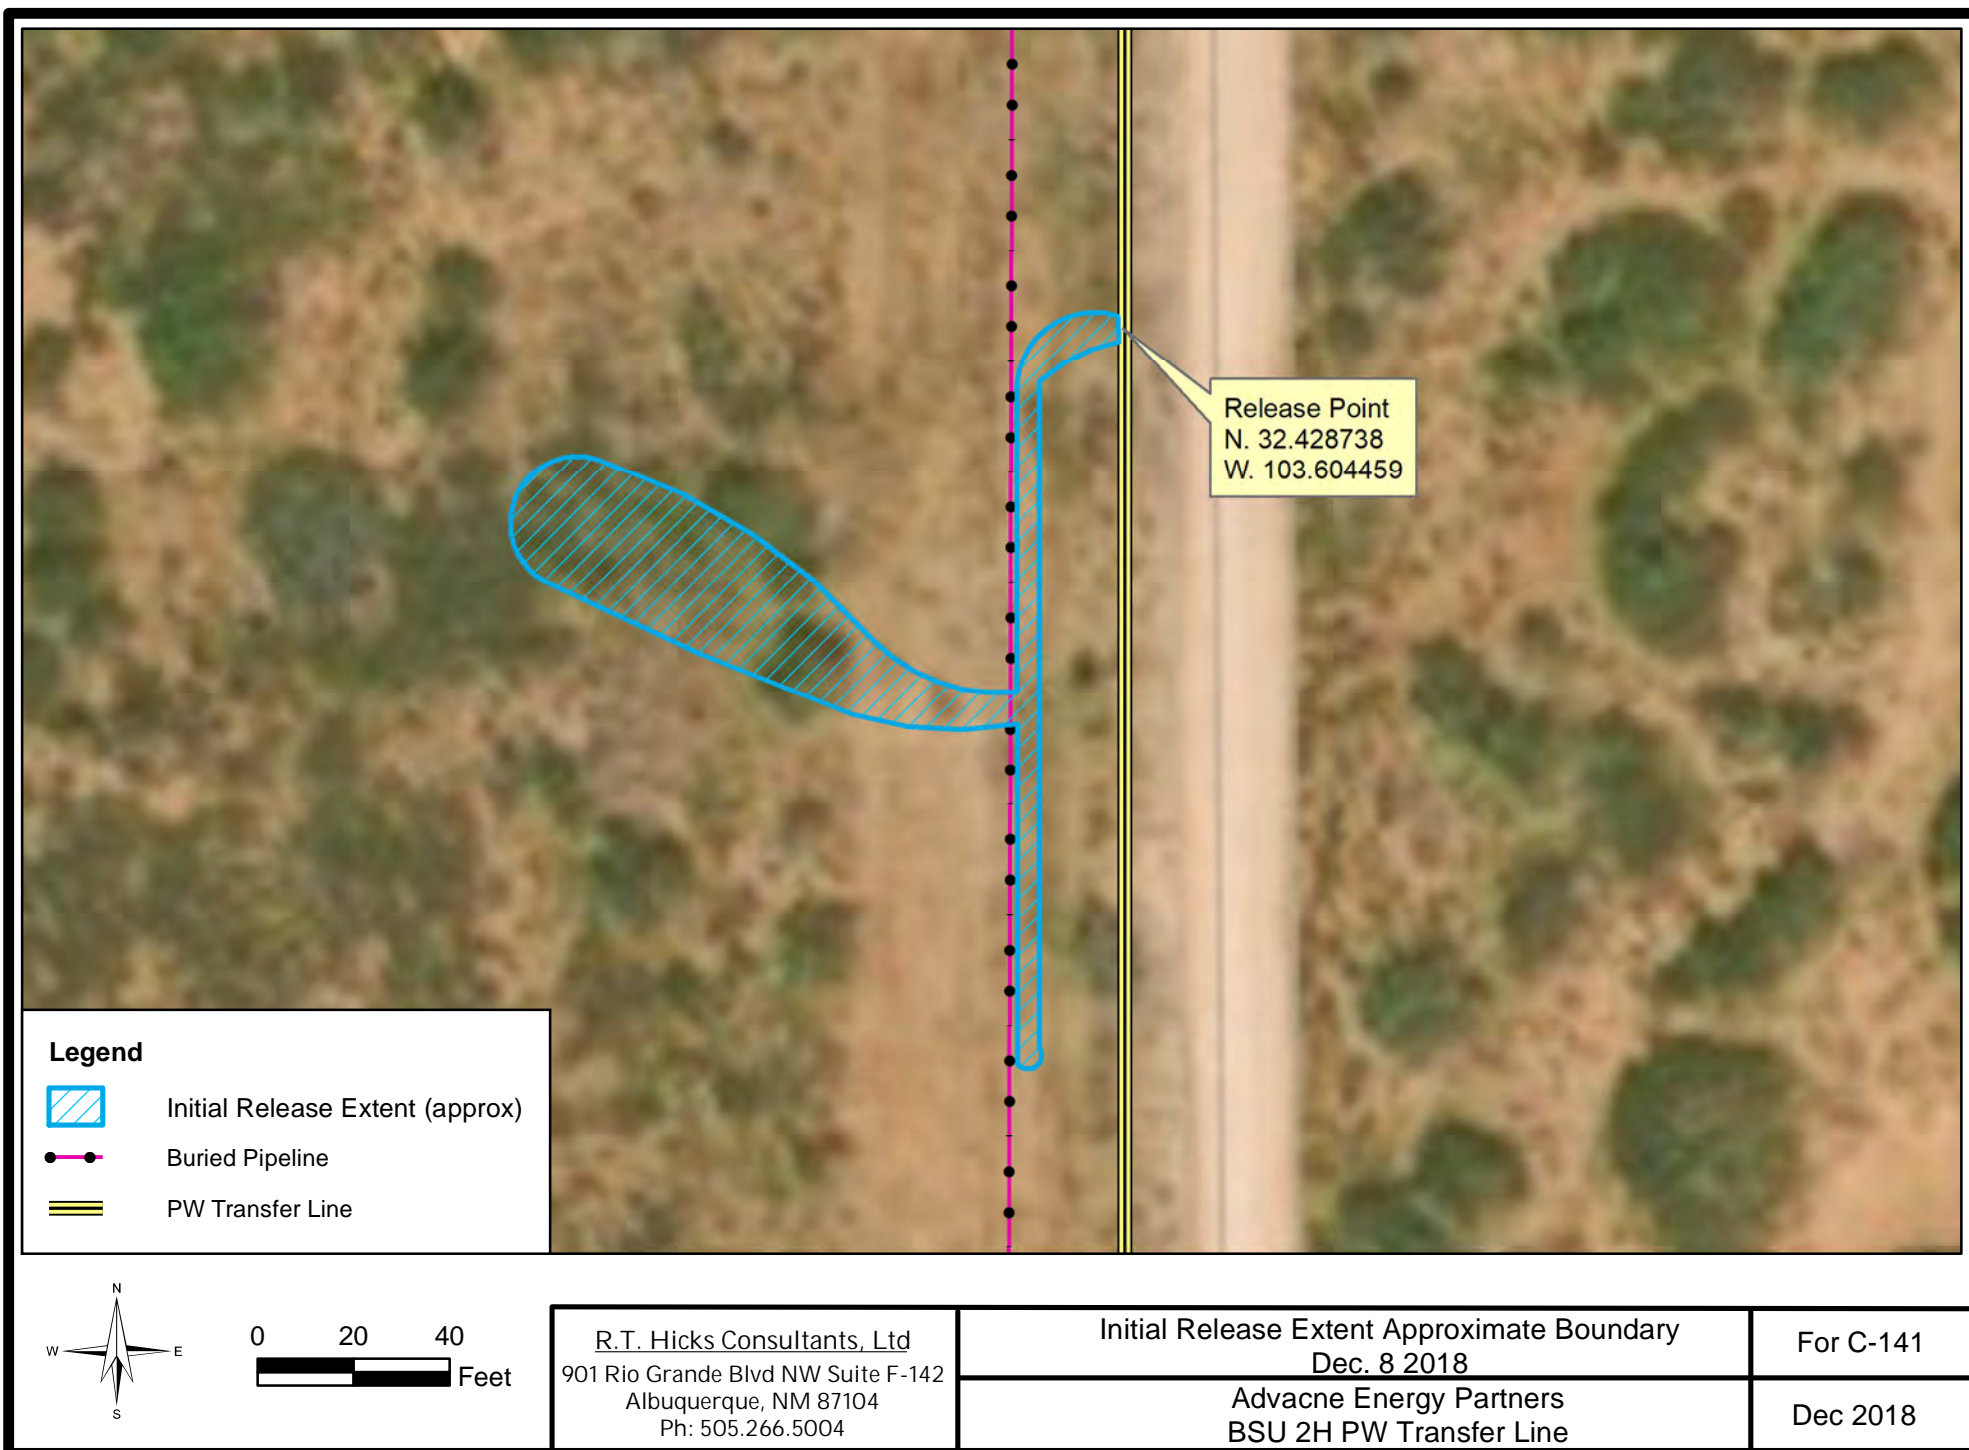 Release Point
N. 32.428738
W. 103.604459
Legend
Initial Release Extent (approx)
Buried Pipeline
PW Transfer Line
N
W
E
S
0 20 40
Feet
R.T. Hicks Consultants, Ltd
901 Rio Grande Blvd NW Suite F-142
Albuquerque, NM 87104
Ph: 505.266.5004
Initial Release Extent Approximate Boundary
Dec. 8 2018
Advacne Energy Partners
BSU 2H PW Transfer Line
For C-141
Dec 2018